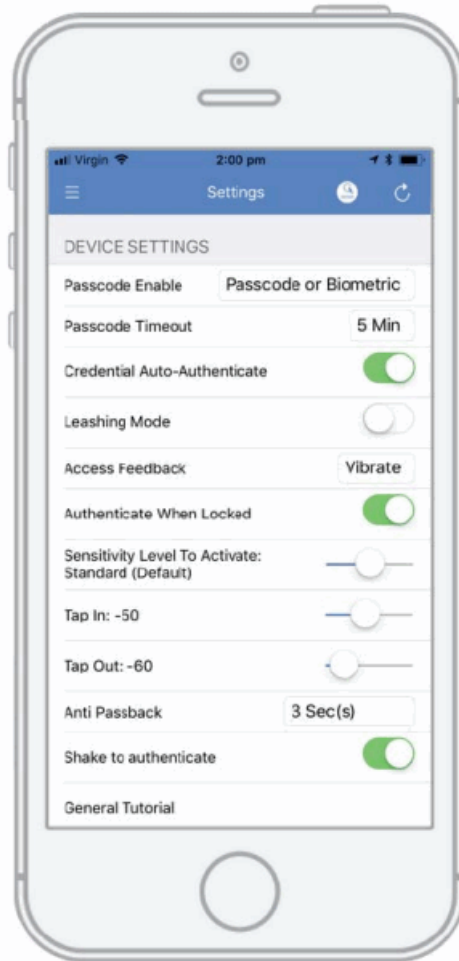 Virgin 2:00 pm
Settings
DEVICE SETTINGS
Passcode Enable Passcode or Biometric
Passcode Timeout 5 Min
Credential Auto-Authenticate
Leashing Mode
Access Feedback Vibrate
Authenticate When Locked
Sensitivity Level To Activate:
Standard (Default)
Tap In: -50
Tap Out: -60
Anti Passback 3 Sec(s)
Shake to authenticate
General Tutorial